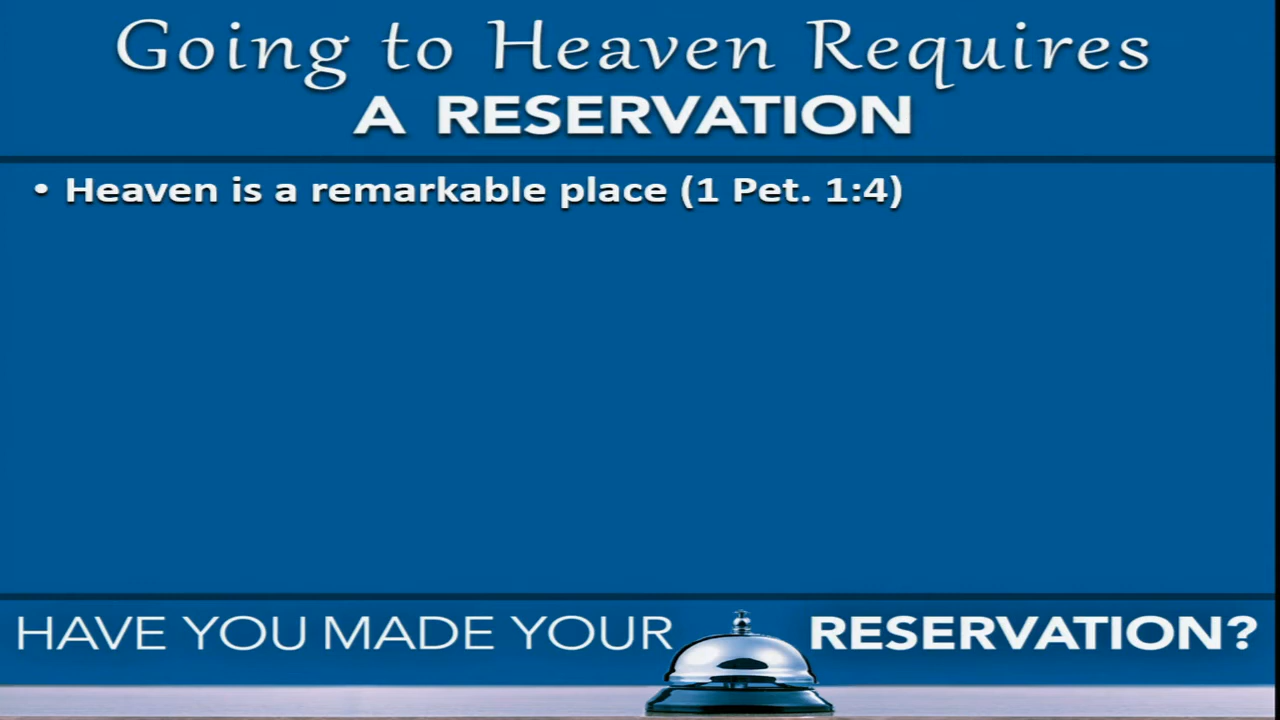 Going to Heaven Requires
A RESERVATION
• Heaven is a remarkable place (1 Pet. 1:4)
HAVE YOU MADE YOUR RESERVATION?